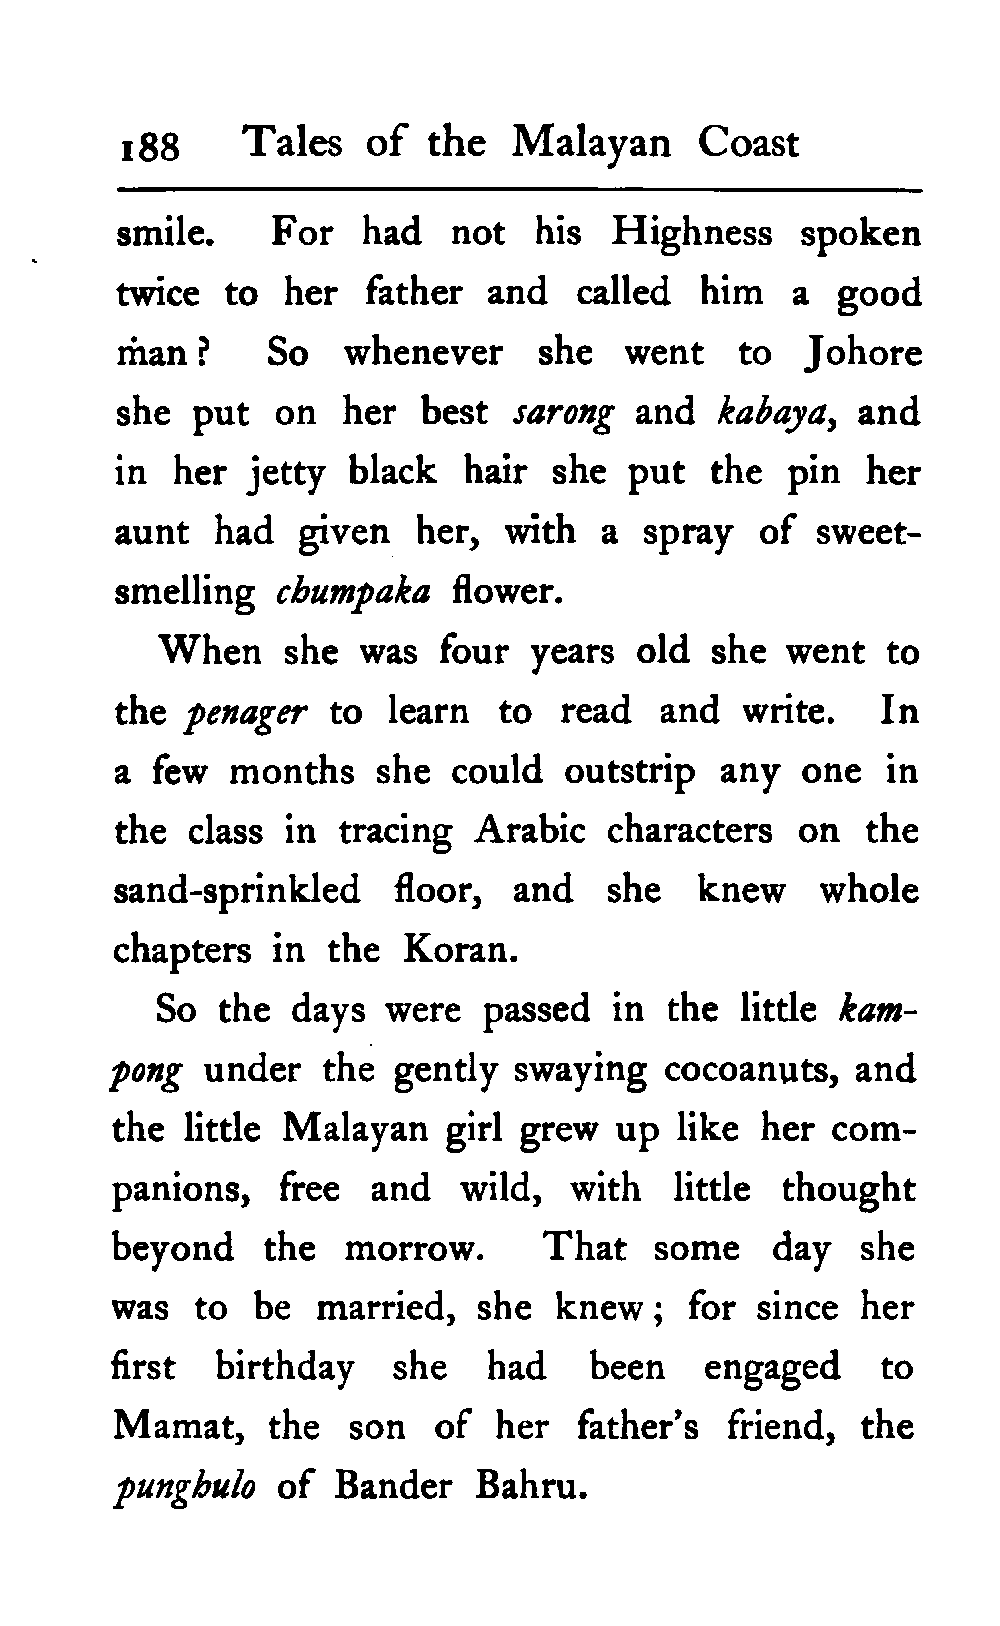 188 Tales of the Malayan Coast
smile. For had not his Highness spoken
twice to her father and called him a good
man? So whenever she went to Johore
she put on her best sarong and kabaya, and
in her jetty black hair she put the pin her
aunt had given her, with a spray of sweet-
smelling chumpaka flower.
When she was four years old she went to
the penager to learn to read and write. In
a few months she could outstrip any one in
the class in tracing Arabic characters on the
sand-sprinkled floor, and she knew whole
chapters in the Koran.
So the days were passed in the little kam-
pong under the gently swaying cocoanuts, and
the little Malayan girl grew up like her com-
panions, free and wild, with little thought
beyond the morrow. That some day she
was to be married, she knew; for since her
first birthday she had been engaged to
Mamat, the son of her father's friend, the
punghulo of Bander Bahru.